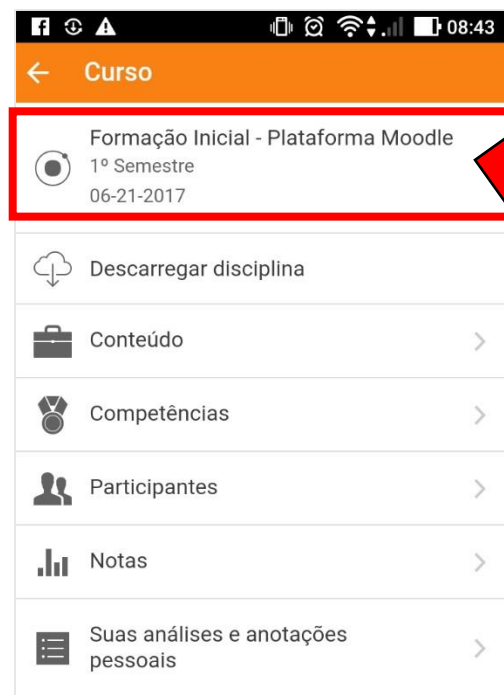 08:43
Curso
Formação Inicial - Plataforma Moodle
1º Semestre
06-21-2017
Descarregar disciplina
Conteúdo
Competências
Participantes
Notas
Suas análises e anotações
pessoais